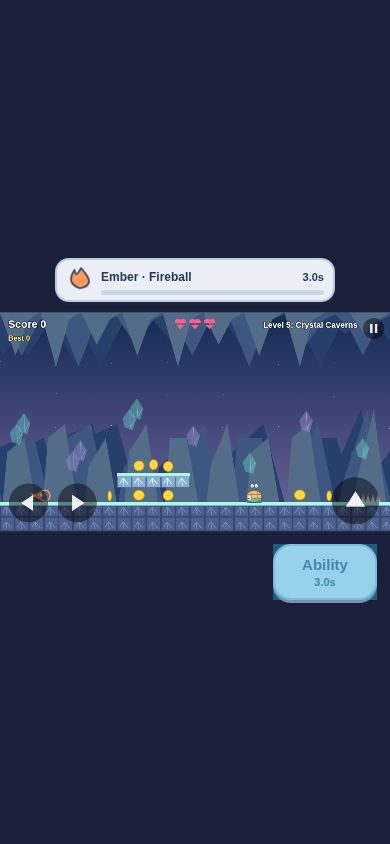 Ember · Fireball 3.0s
Score 0
Best 0
Level 5: Crystal Caverns
Ability
3.0s